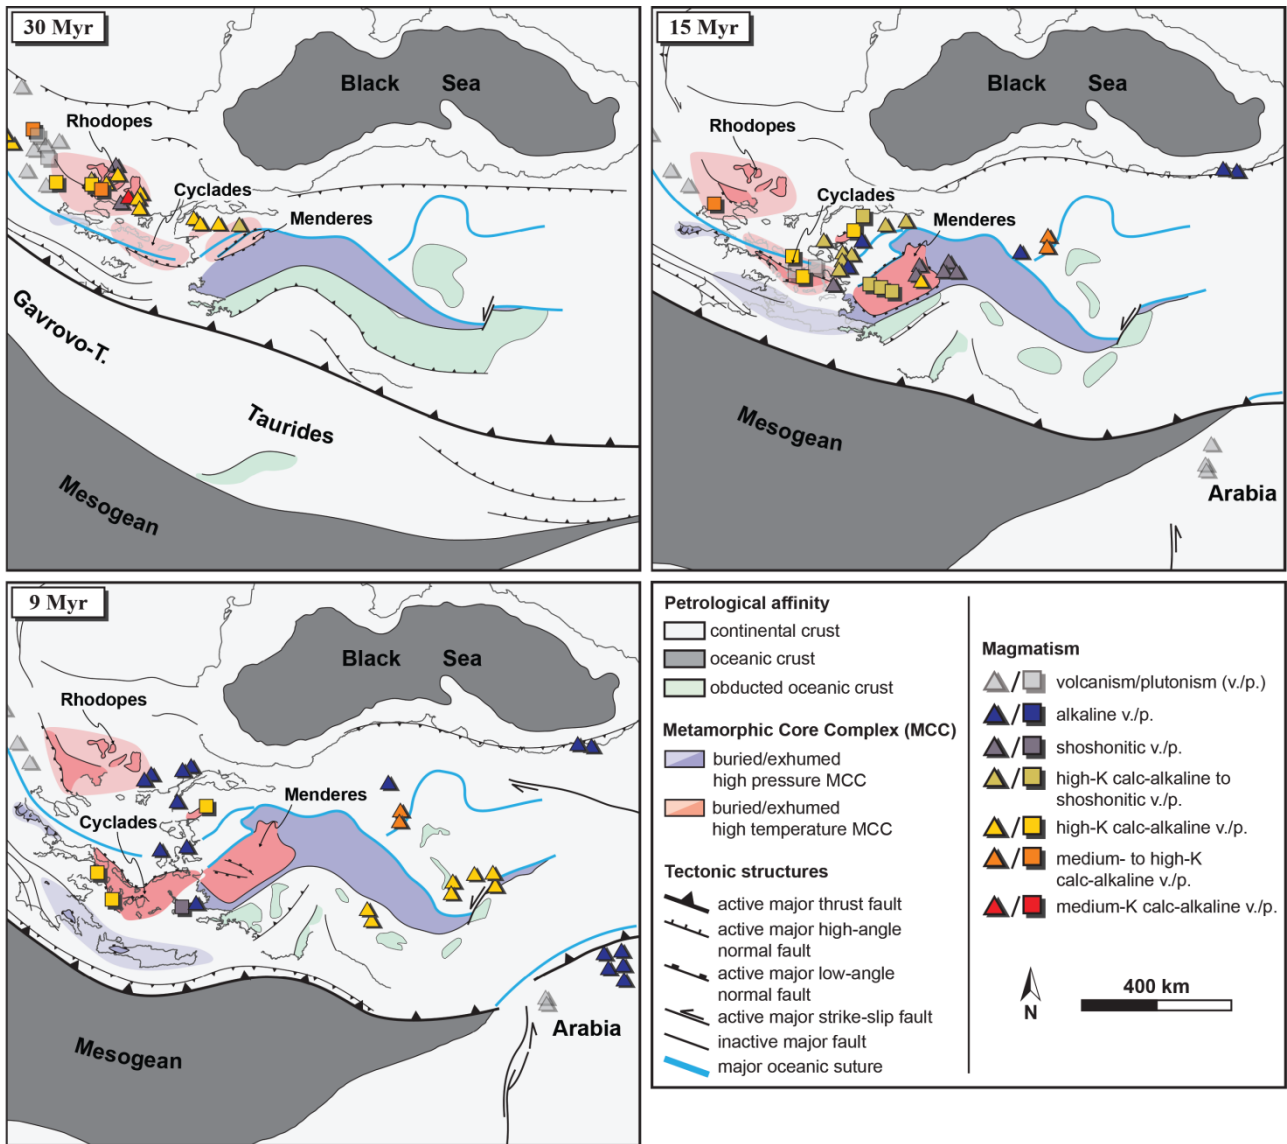 30 Myr
Black Sea
Rhodopes
Cyclades
Menderes
Gavrovo-T.
Taurides
Mesogean
15 Myr
Black Sea
Rhodopes
Cyclades
Menderes
Mesogean
Arabia
9 Myr
Black Sea
Rhodopes
Menderes
Cyclades
Arabia
Mesogean
Petrological affinity
continental crust
oceanic crust
obducted oceanic crust
Metamorphic Core Complex (MCC)
buried/exhumed
high pressure MCC
buried/exhumed
high temperature MCC
Tectonic structures
active major thrust fault
active major high-angle
normal fault
active major low-angle
normal fault
active major strike-slip fault
inactive major fault
major oceanic suture
Magmatism
/ volcanism/plutonism (v./p.)
/ alkaline v./p.
/ shoshonitic v./p.
/ high-K calc-alkaline to
shoshonitic v./p.
/ high-K calc-alkaline v./p.
/ medium- to high-K
calc-alkaline v./p.
/ medium-K calc-alkaline v./p.
N
400 km